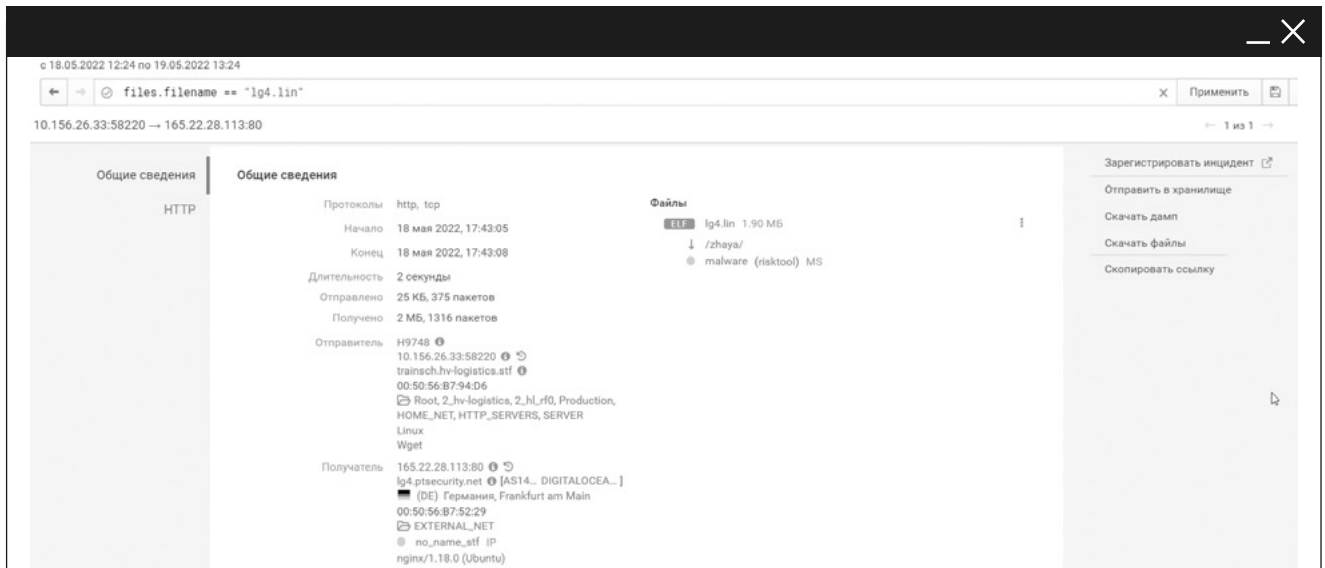 с 18.05.2022 12:24 по 19.05.2022 13:24
files.filename == "lg4.lin"
Применить
10.156.26.33:58220 → 165.22.28.113:80
← 1 из 1 →
Общие сведения
HTTP
Общие сведения
Протоколы http, tcp
Начало 18 мая 2022, 17:43:05
Конец 18 мая 2022, 17:43:08
Длительность 2 секунды
Отправлено 25 КБ, 375 пакетов
Получено 2 МБ, 1316 пакетов
Отправитель H9748
10.156.26.33:58220
trainsch.hv-logistics.stf
00:50:56:B7:94:D6
Root, 2_hv-logistics, 2_hl_rf0, Production,
HOME_NET, HTTP_SERVERS, SERVER
Linux
Wget
Получатель 165.22.28.113:80
lg4.ptsecurity.net [AS14... DIGITALOCEA... ]
(DE) Германия, Frankfurt am Main
00:50:56:B7:52:29
EXTERNAL_NET
no_name_stf IP
nginx/1.18.0 (Ubuntu)
Файлы
ELF lg4.lin 1.90 МБ
↓ /zhaya/
malware (risktool) MS
Зарегистрировать инцидент
Отправить в хранилище
Скачать дамп
Скачать файлы
Скопировать ссылку